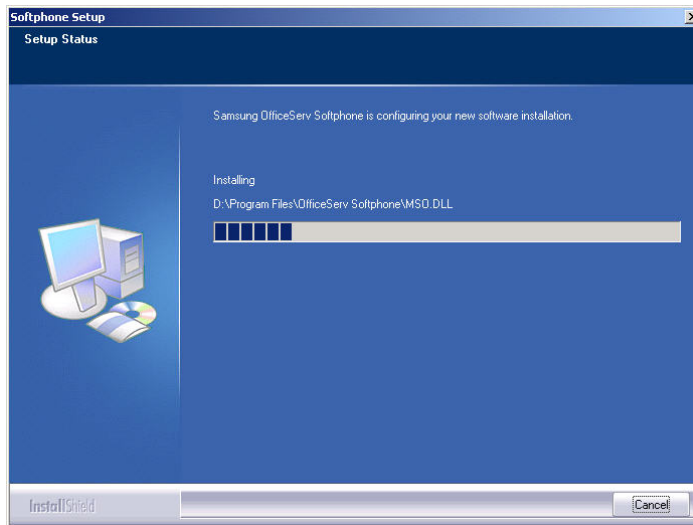 Softphone Setup
Setup Status
Samsung OfficeServ Softphone is configuring your new software installation.
Installing
D:\Program Files\OfficeServ Softphone\MSO.DLL
InstallShield
Cancel